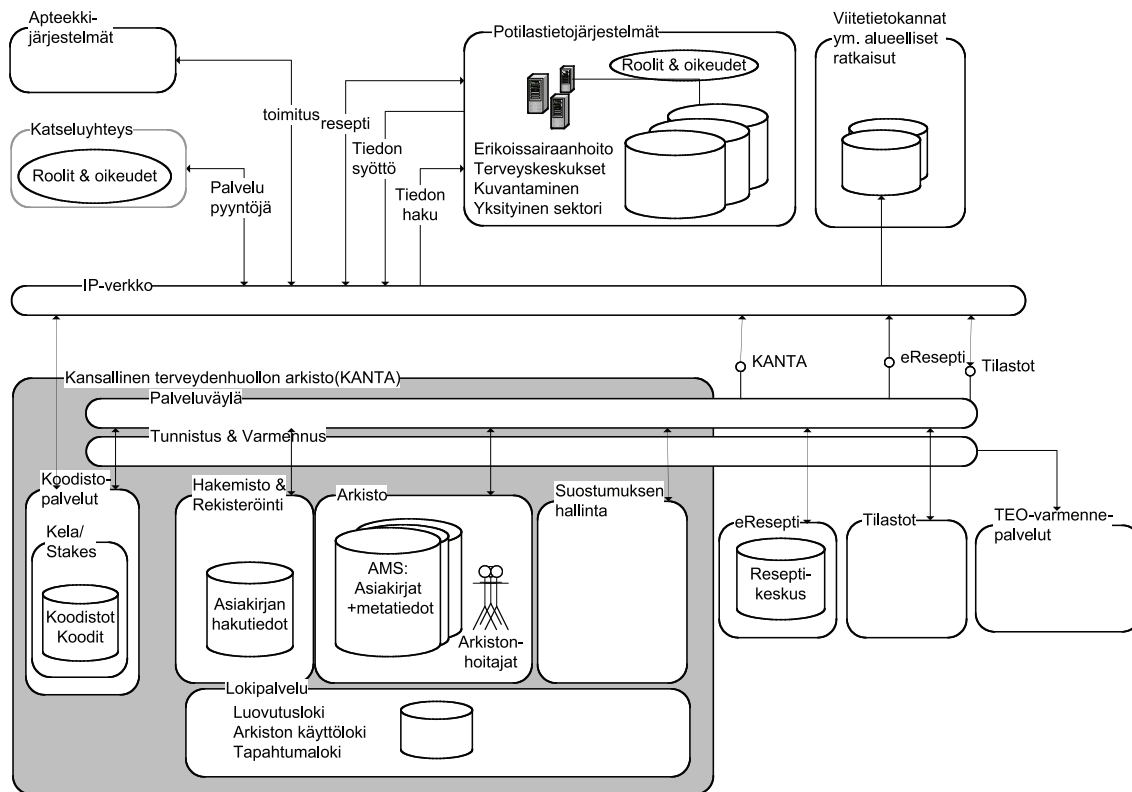 Apteekki-
järjestelmät
Potilastietojärjestelmät
Viitetietokannat
ym. alueelliset
ratkaisut
Roolit & oikeudet
toimitus
resepti
Katseluyhteys
Roolit & oikeudet
Tiedon
syöttö
Erikoissairaanhoito
Terveyskeskukset
Kuvantaminen
Yksityinen sektori
Palvelu
pyyntöjä
Tiedon
haku
IP-verkko
KANTA
eResepti
Tilastot
Kansallinen terveydenhuollon arkisto(KANTA)
Palveluväylä
Tunnistus & Varmennus
Koodisto-
palvelut
Hakemisto &
Rekisteröinti
Arkisto
Suostumuksen
hallinta
eResepti
Tilastot
TEO-varmenne-
palvelut
Kela/
Stakes
Koodistot
Koodit
Asiakirjan
hakutiedot
AMS:
Asiakirjat
+metatiedot
Arkiston-
hoitajat
Resepti-
keskus
Lokipalvelu
Luovutusloki
Arkiston käyttöloki
Tapahtumaloki